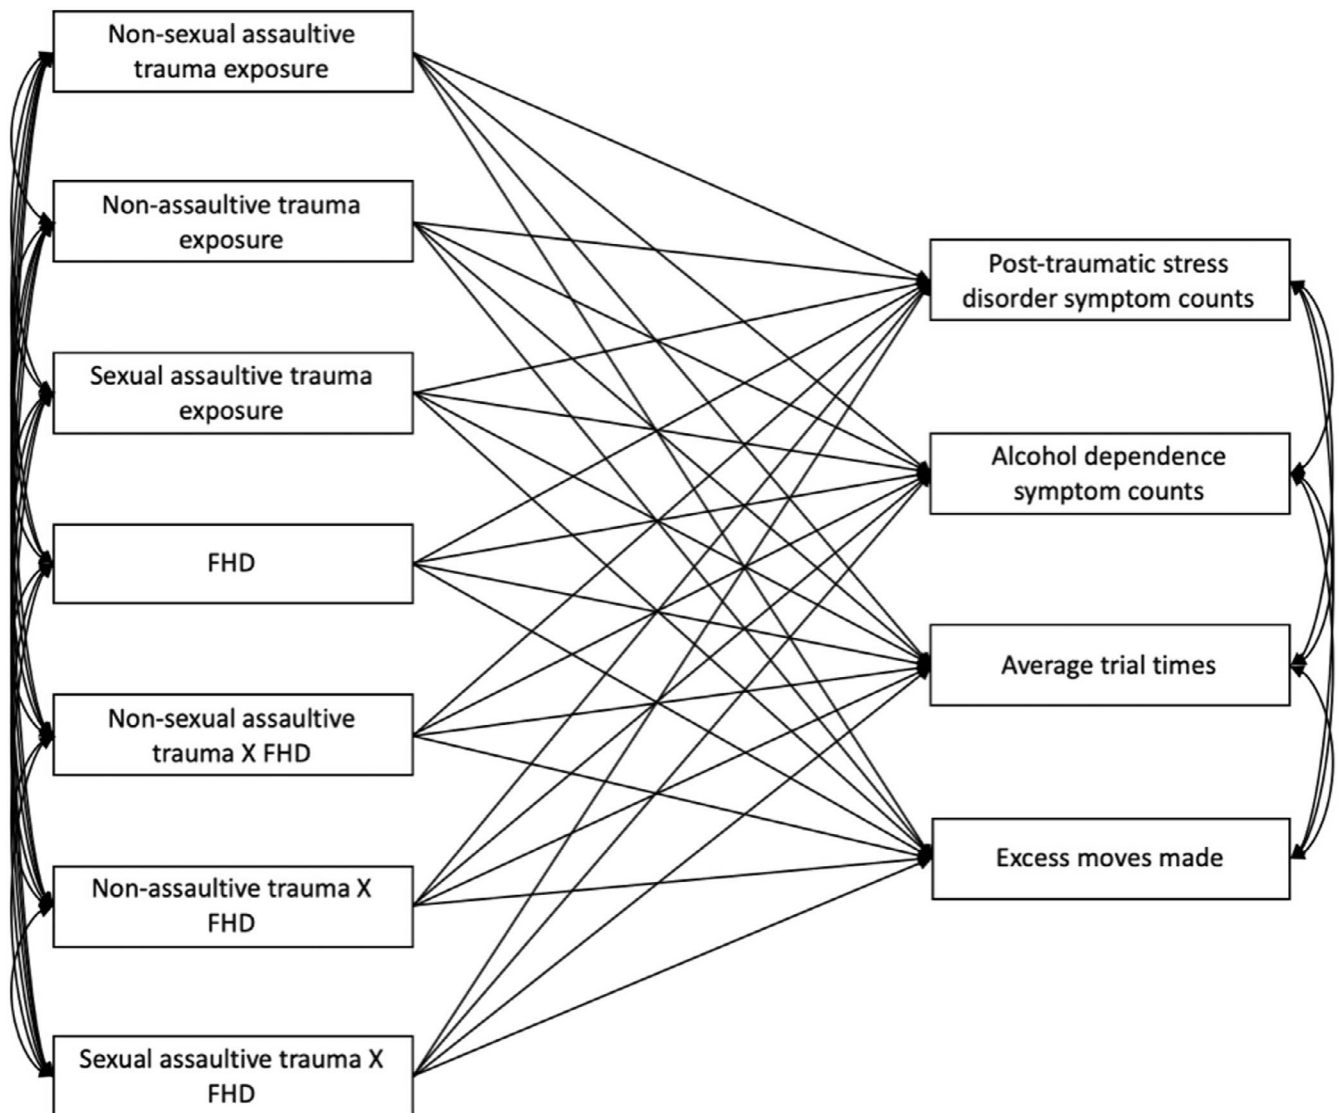 Non-sexual assaultive
trauma exposure
Non-assaultive trauma
exposure
Sexual assaultive trauma
exposure
FHD
Non-sexual assaultive
trauma X FHD
Non-assaultive trauma X
FHD
Sexual assaultive trauma X
FHD
Post-traumatic stress
disorder symptom counts
Alcohol dependence
symptom counts
Average trial times
Excess moves made